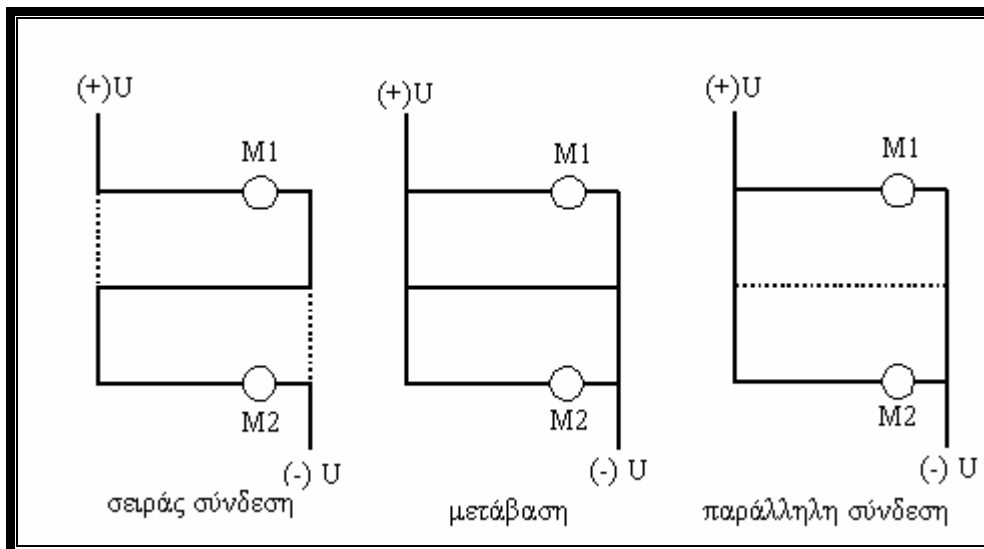 (+)U
M1
M2
(-) U
σειράς σύνδεση
(+)U
M1
M2
(-) U
μετάβαση
(+)U
M1
M2
(-) U
παράλληλη σύνδεση